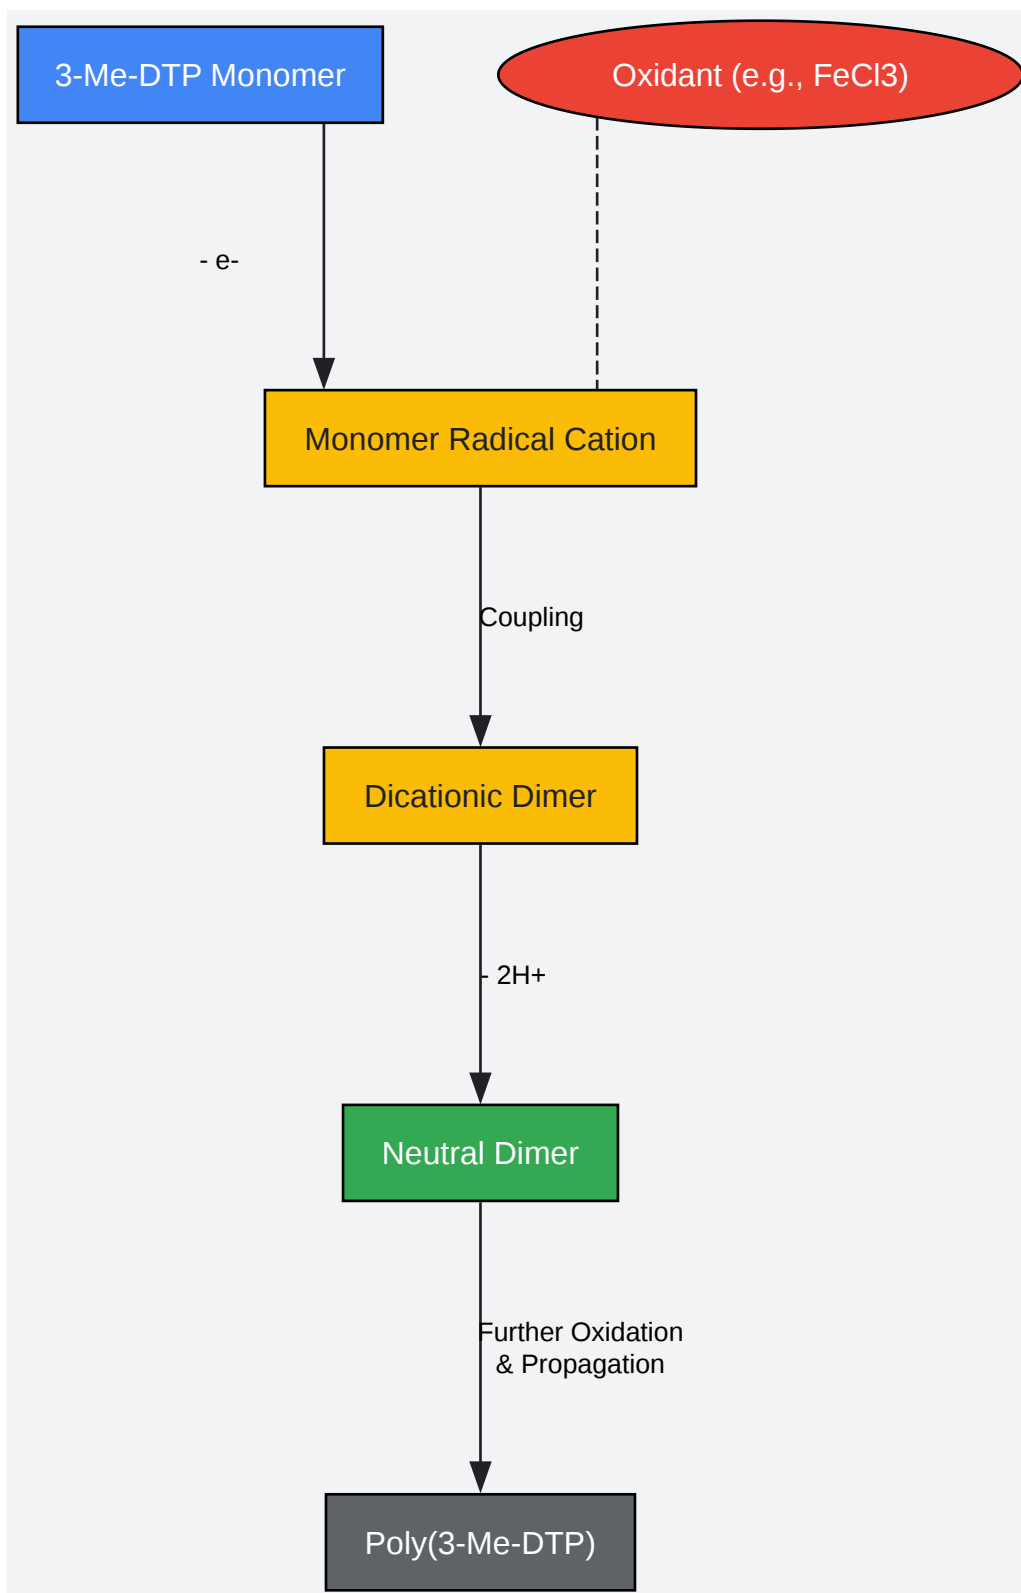 3-Me-DTP Monomer
Oxidant (e.g., FeCl3)
- e-
Monomer Radical Cation
Coupling
Dicationic Dimer
- 2H+
Neutral Dimer
Further Oxidation
& Propagation
Poly(3-Me-DTP)